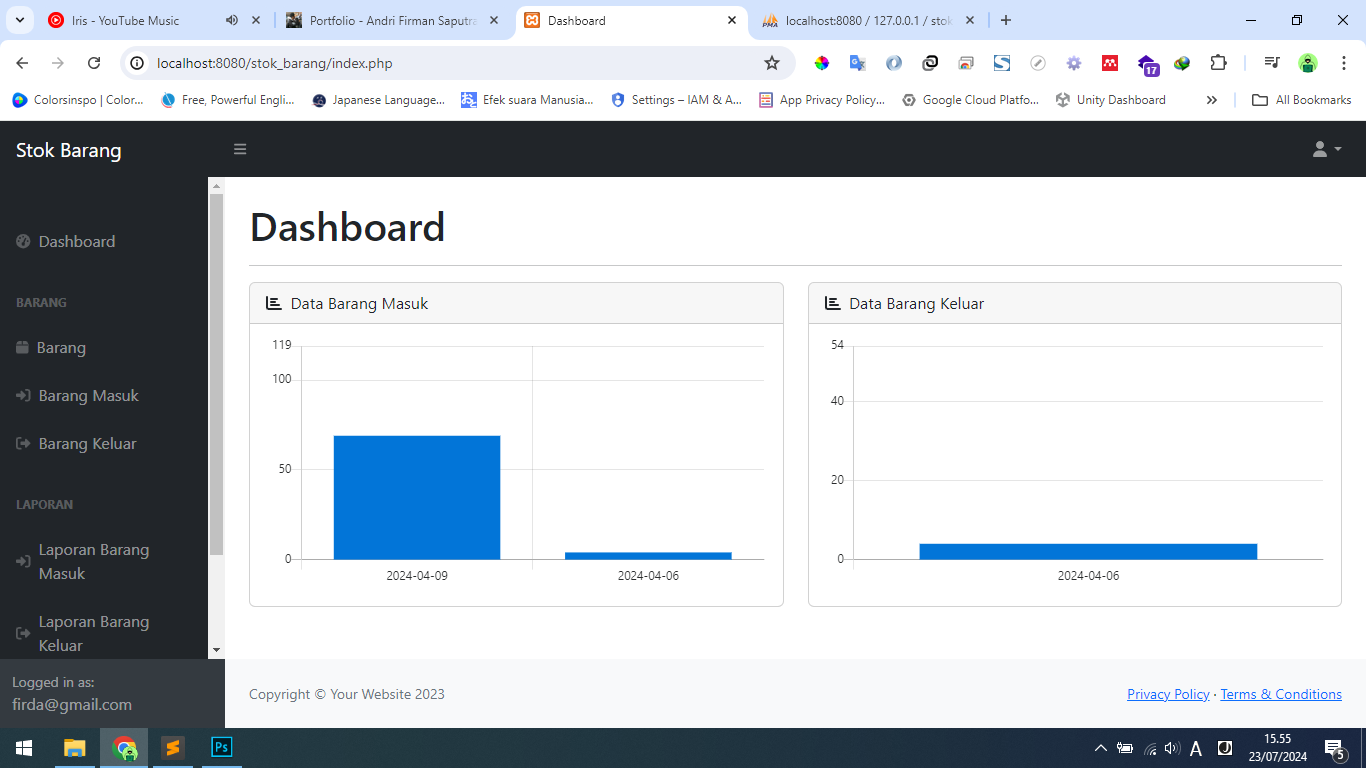 Iris - YouTube Music
Portfolio - Andri Firman Saputra
Dashboard
localhost:8080 / 127.0.0.1 / stok
localhost:8080/stok_barang/index.php
17
Colorsinspo | Color...
Free, Powerful Engli...
Japanese Language...
Efek suara Manusia...
Settings – IAM & A...
App Privacy Policy...
Google Cloud Platfo...
Unity Dashboard
All Bookmarks
Stok Barang
Dashboard
BARANG
Barang
Barang Masuk
Barang Keluar
LAPORAN
Laporan Barang
Masuk
Laporan Barang
Keluar
Logged in as:
firda@gmail.com
Dashboard
Data Barang Masuk
119
100
50
0
2024-04-09
2024-04-06
Data Barang Keluar
54
40
20
0
2024-04-06
Copyright © Your Website 2023
Privacy Policy · Terms & Conditions
Ps
A
15.55
23/07/2024
5